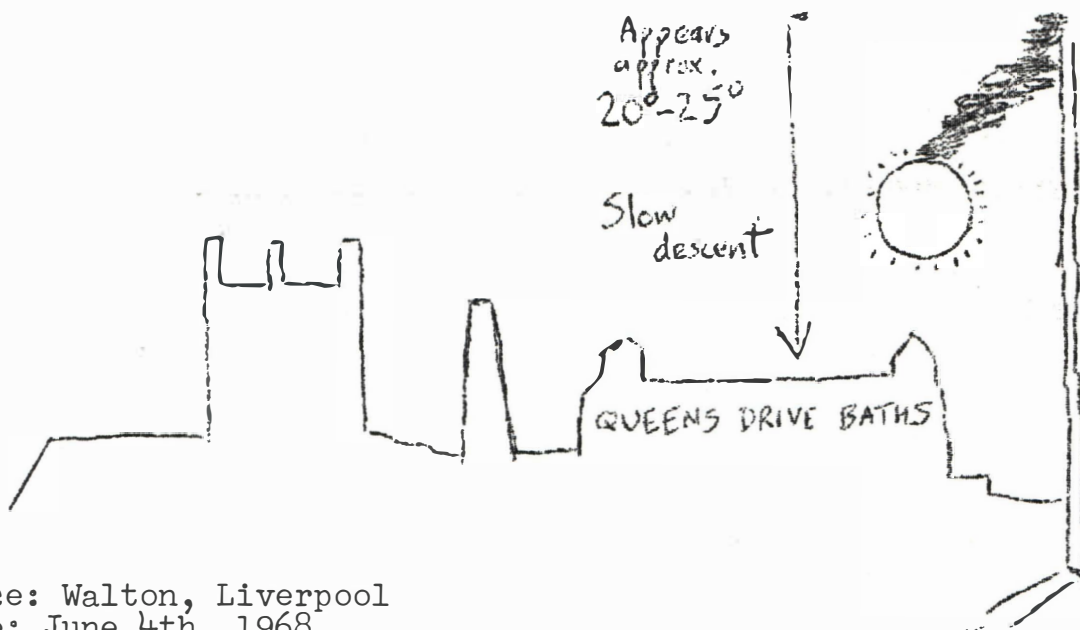 Appears
approx.
20°-25°
Slow
descent
QUEENS DRIVE BATHS
Walton, Liverpool
June 4th, 1968